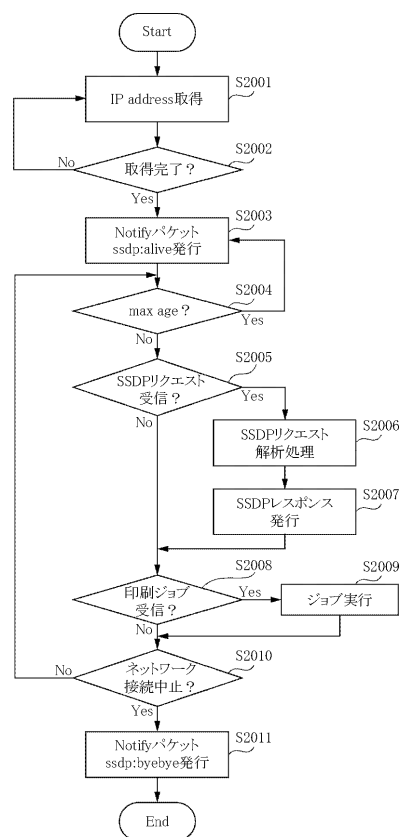 Start
S2001
IP address取得
S2002
取得完了？
No
Yes
S2003
Notifyパケット
ssdp:alive発行
S2004
max age？
Yes
No
S2005
SSDPリクエスト
受信？
Yes
No
S2006
SSDPリクエスト
解析処理
S2007
SSDPレスポンス
発行
S2008
印刷ジョブ
受信？
Yes
No
S2009
ジョブ実行
S2010
ネットワーク
接続中止？
No
Yes
S2011
Notifyパケット
ssdp:byebye発行
End